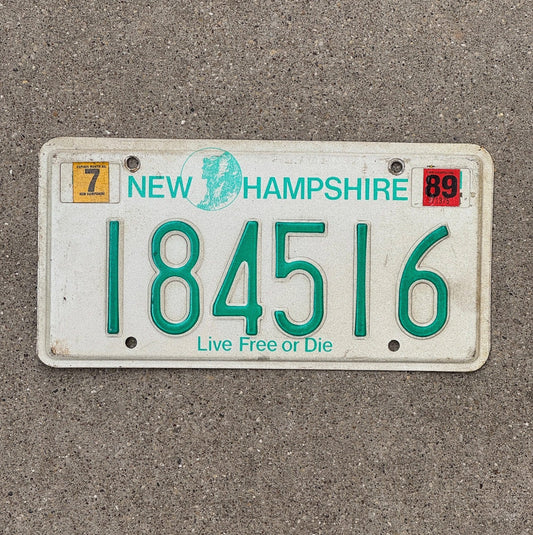 7
NEW HAMPSHIRE
89
184516
Live Free or Die